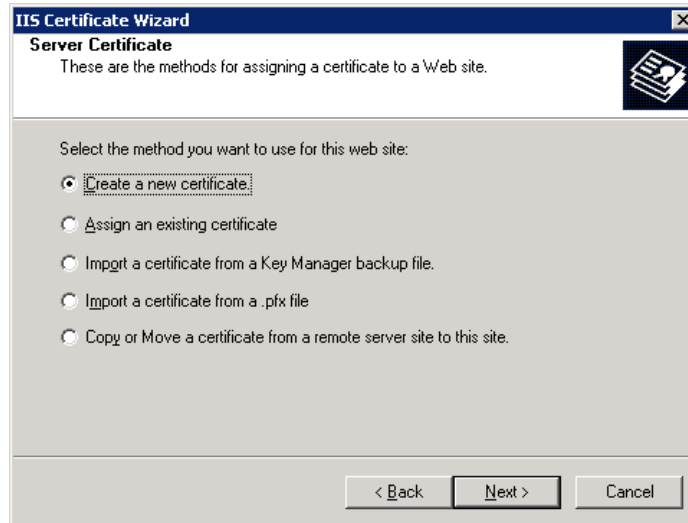 IIS Certificate Wizard
Server Certificate
These are the methods for assigning a certificate to a Web site.
Select the method you want to use for this web site:
Create a new certificate.
Assign an existing certificate
Import a certificate from a Key Manager backup file.
Import a certificate from a .pfx file
Copy or Move a certificate from a remote server site to this site.
< Back Next > Cancel